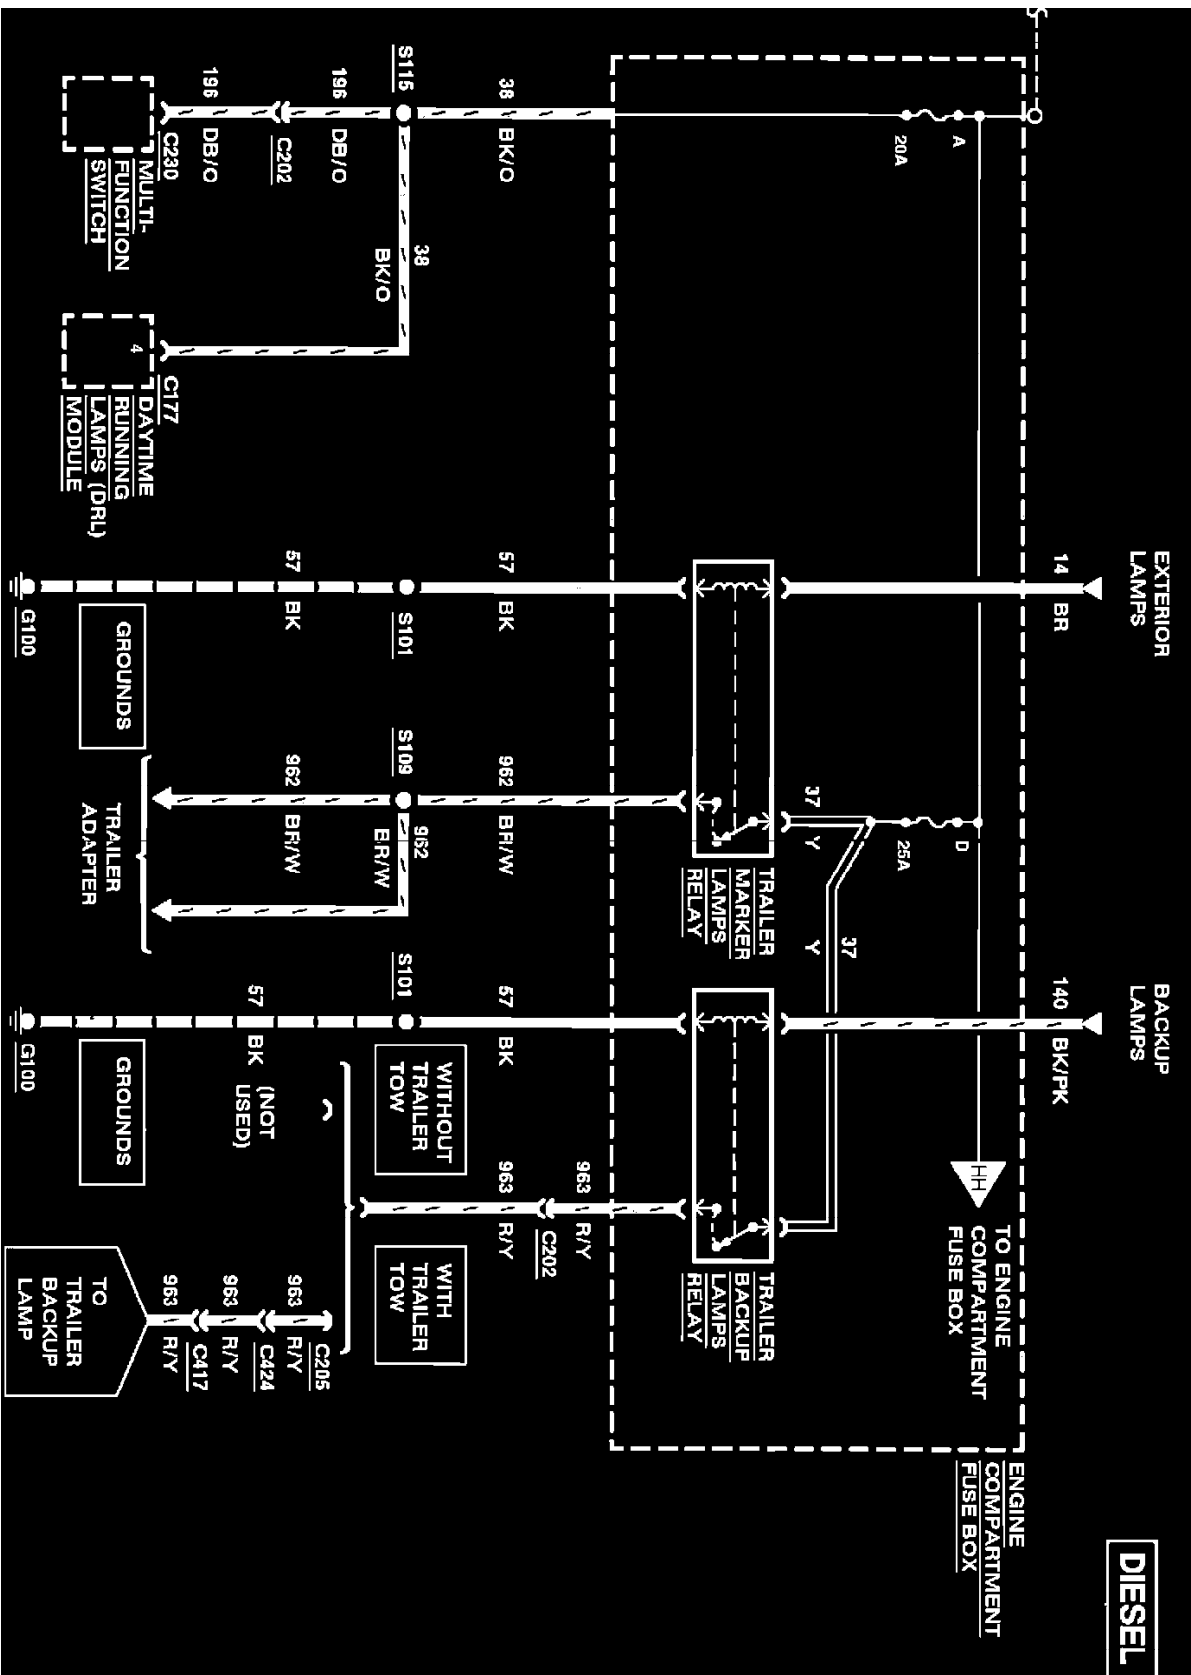 DIESEL
EXTERIOR
LAMPS
BACKUP
LAMPS
14 BR
140 BK/PK
ENGINE
COMPARTMENT
FUSE BOX
A
20A
D
25A
HH
TO ENGINE
COMPARTMENT
FUSE BOX
37
Y
37
Y
TRAILER
MARKER
LAMPS
RELAY
TRAILER
BACKUP
LAMPS
RELAY
38 BK/O
57 BK
962 BR/W
57 BK
963 R/Y
C202
963 R/Y
S115
38
BK/O
S101
S109
962
BR/W
S101
WITHOUT
TRAILER
TOW
WITH
TRAILER
TOW
196 DB/O
C202
196 DB/O
57 BK
962 BR/W
57 BK
(NOT
USED)
C205
963 R/Y
C424
963 R/Y
C417
963 R/Y
C230
MULTI-
FUNCTION
SWITCH
C177
4
DAYTIME
RUNNING
LAMPS (DRL)
MODULE
GROUNDS
G100
TRAILER
ADAPTER
GROUNDS
G100
TO
TRAILER
BACKUP
LAMP